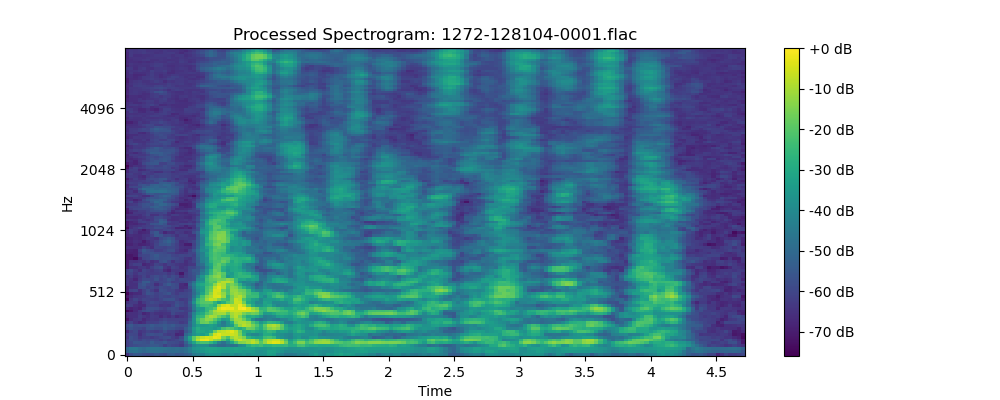 Processed Spectrogram: 1272-128104-0001.flac
Hz
4096
2048
1024
512
0
0 0.5 1 1.5 2 2.5 3 3.5 4 4.5
Time
+0 dB
-10 dB
-20 dB
-30 dB
-40 dB
-50 dB
-60 dB
-70 dB